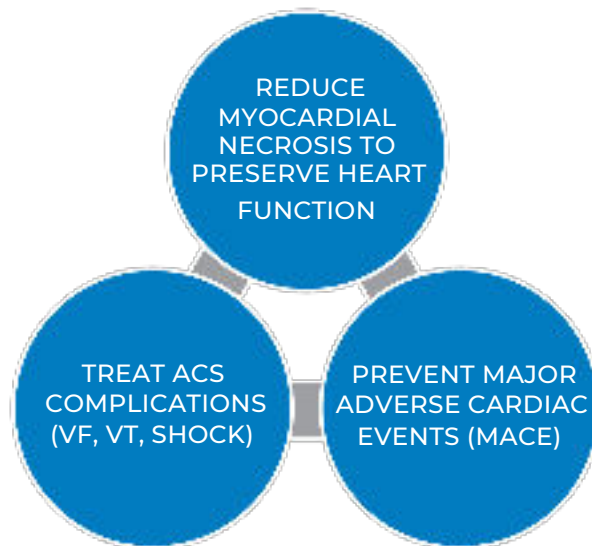 REDUCE
MYOCARDIAL
NECROSIS TO
PRESERVE HEART
FUNCTION
TREAT ACS
COMPLICATIONS
(VF, VT, SHOCK)
PREVENT MAJOR
ADVERSE CARDIAC
EVENTS (MACE)